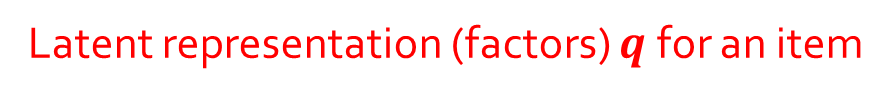 Latent representation (factors) q for an item